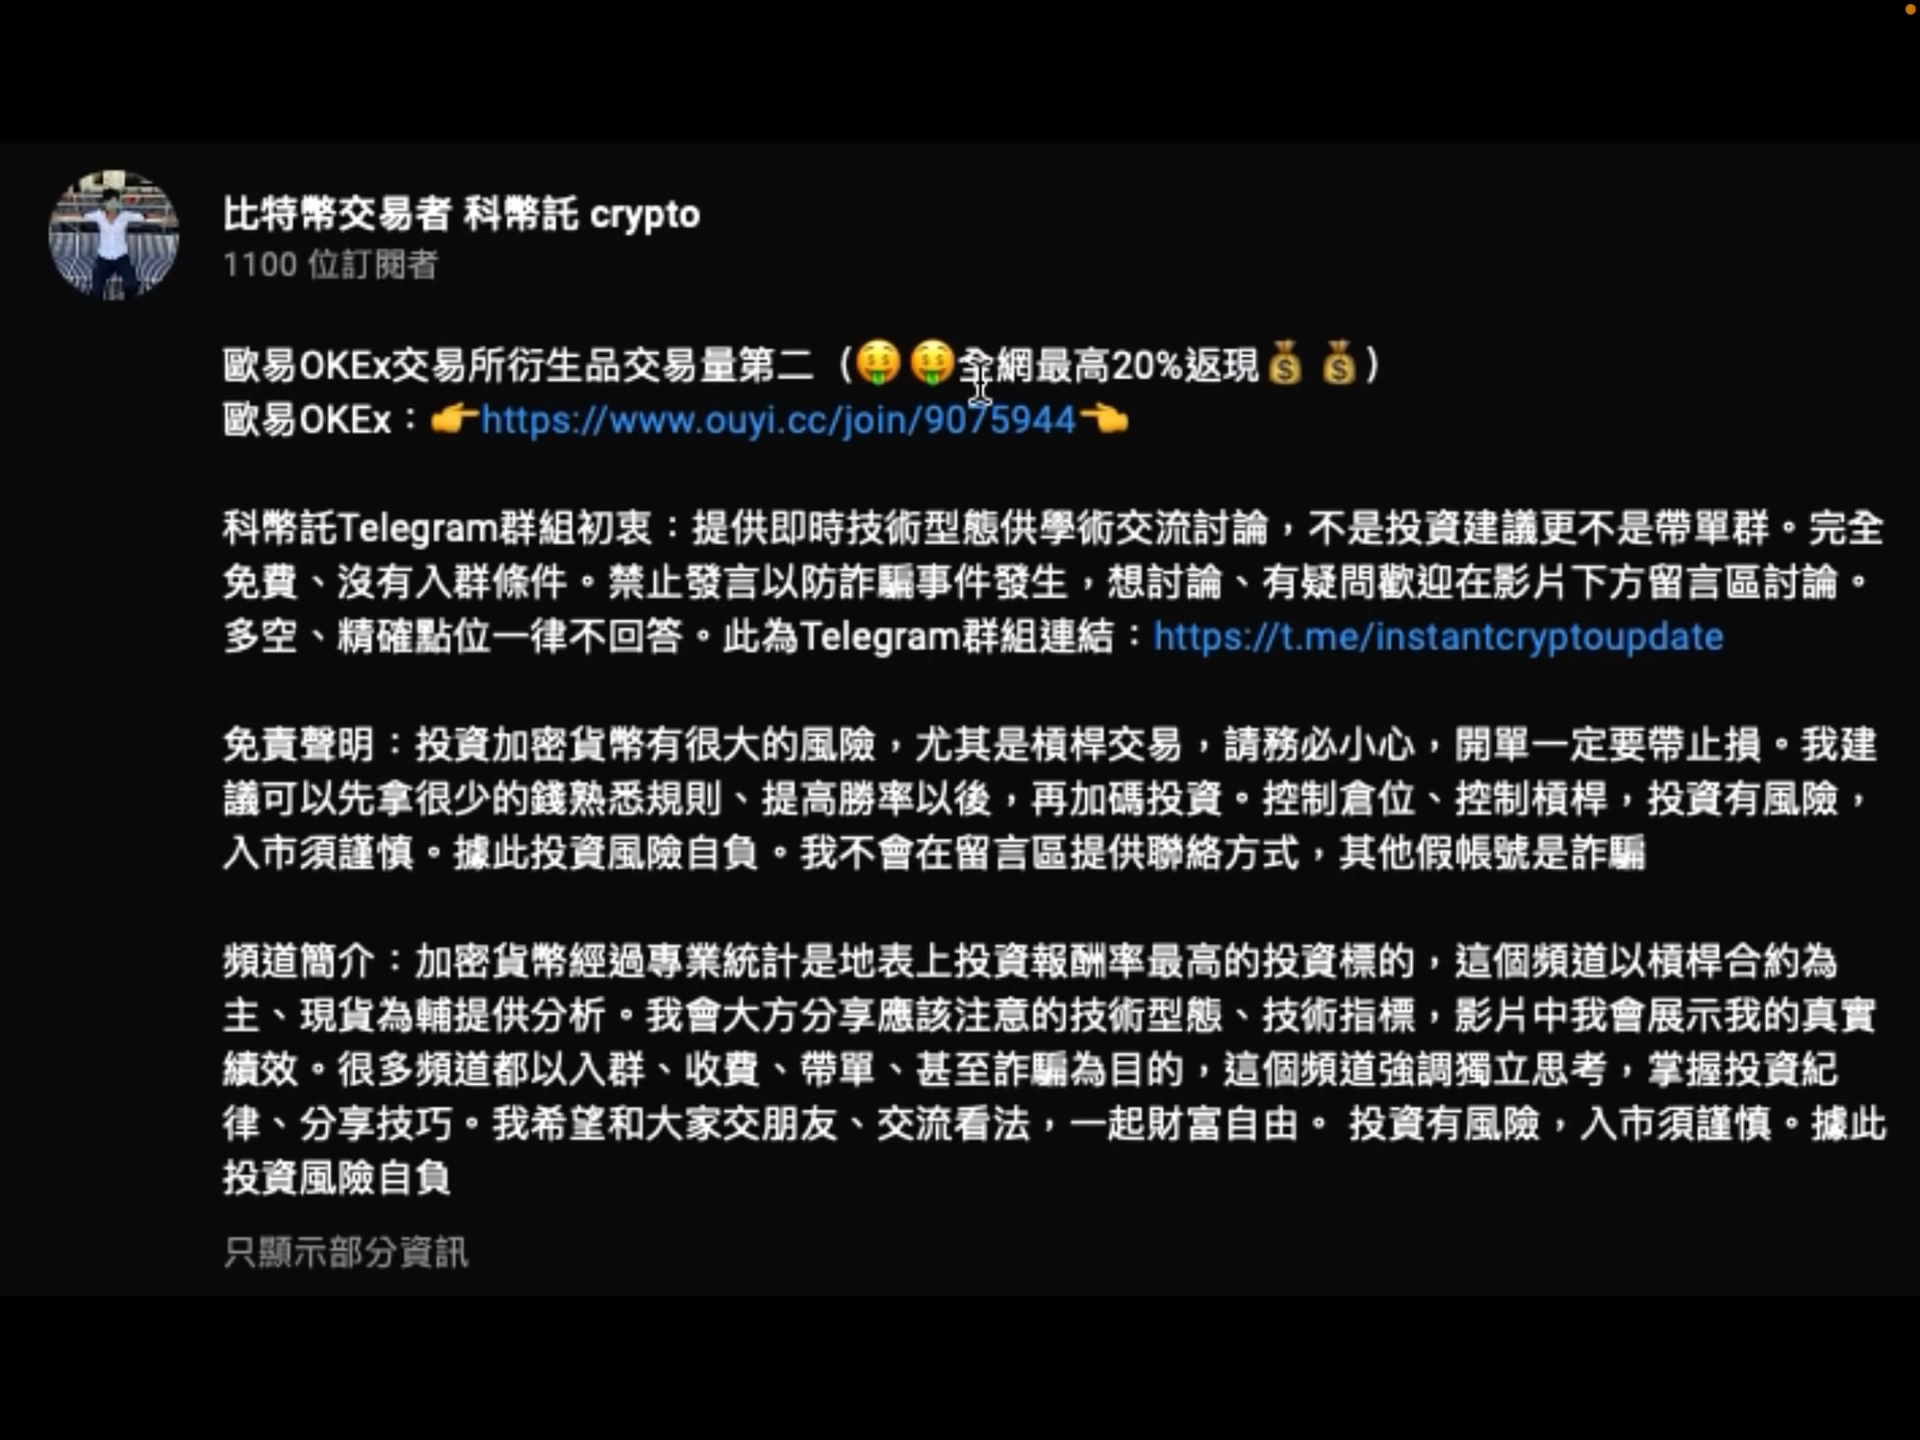 比特幣交易者 科幣託 crypto
1100 位訂閱者
歐易OKEx交易所衍生品交易量第二（🤑🤑全網最高20%返現💰💰）
歐易OKEx：👉https://www.ouyi.cc/join/9075944👈
科幣託Telegram群組初衷：提供即時技術型態供學術交流討論，不是投資建議更不是帶單群。完全
免費、沒有入群條件。禁止發言以防詐騙事件發生，想討論、有疑問歡迎在影片下方留言區討論。
多空、精確點位一律不回答。此為Telegram群組連結：https://t.me/instantcryptoupdate
免責聲明：投資加密貨幣有很大的風險，尤其是槓桿交易，請務必小心，開單一定要帶止損。我建
議可以先拿很少的錢熟悉規則、提高勝率以後，再加碼投資。控制倉位、控制槓桿，投資有風險，
入市須謹慎。據此投資風險自負。我不會在留言區提供聯絡方式，其他假帳號是詐騙
頻道簡介：加密貨幣經過專業統計是地表上投資報酬率最高的投資標的，這個頻道以槓桿合約為
主、現貨為輔提供分析。我會大方分享應該注意的技術型態、技術指標，影片中我會展示我的真實
績效。很多頻道都以入群、收費、帶單、甚至詐騙為目的，這個頻道強調獨立思考，掌握投資紀
律、分享技巧。我希望和大家交朋友、交流看法，一起財富自由。 投資有風險，入市須謹慎。據此
投資風險自負
只顯示部分資訊